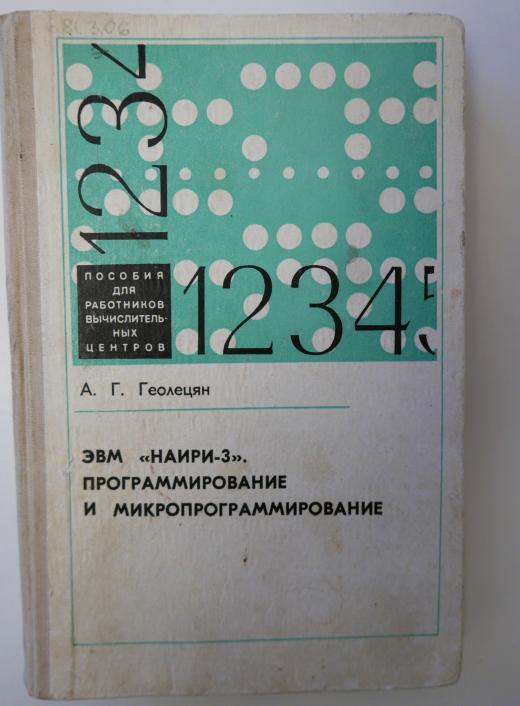 81.3.06
1234
ПОСОБИЯ
ДЛЯ
РАБОТНИКОВ
ВЫЧИСЛИТЕЛЬ-
НЫХ
ЦЕНТРОВ
12345
А. Г. Геолецян
ЭВМ «НАИРИ-3».
ПРОГРАММИРОВАНИЕ
И МИКРОПРОГРАММИРОВАНИЕ